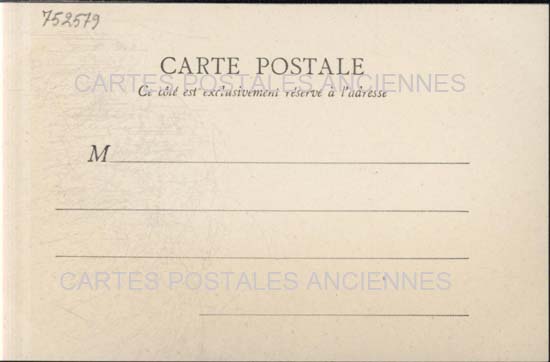 752579
CARTE POSTALE
CARTES POSTALES ANCIENNES
Ce côté est exclusivement réservé à l'adresse
M
CARTES POSTALES ANCIENNES